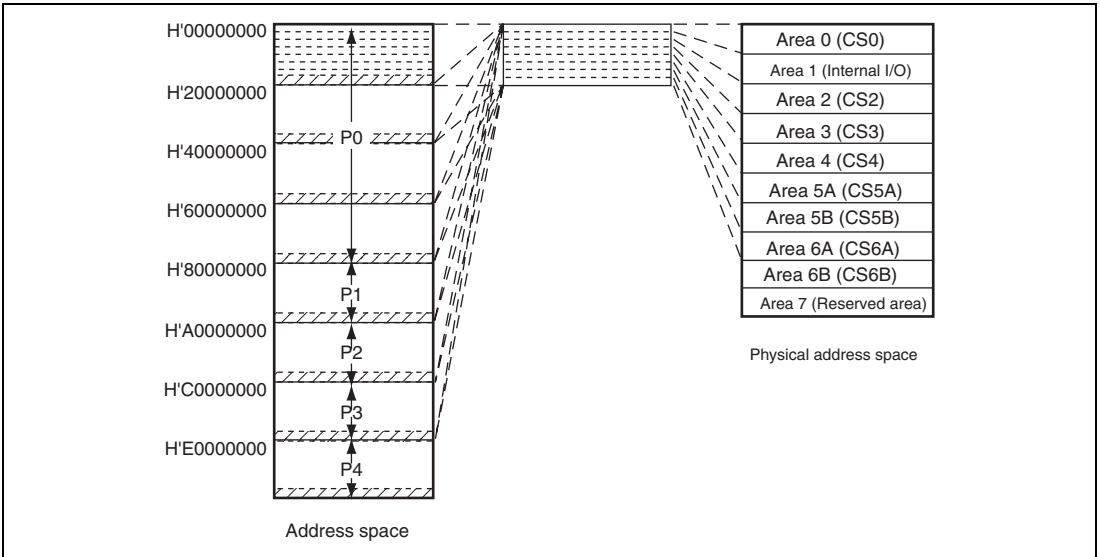 H'00000000
H'20000000
H'40000000
H'60000000
H'80000000
H'A0000000
H'C0000000
H'E0000000
P0
P1
P2
P3
P4
Address space
Area 0 (CS0)
Area 1 (Internal I/O)
Area 2 (CS2)
Area 3 (CS3)
Area 4 (CS4)
Area 5A (CS5A)
Area 5B (CS5B)
Area 6A (CS6A)
Area 6B (CS6B)
Area 7 (Reserved area)
Physical address space